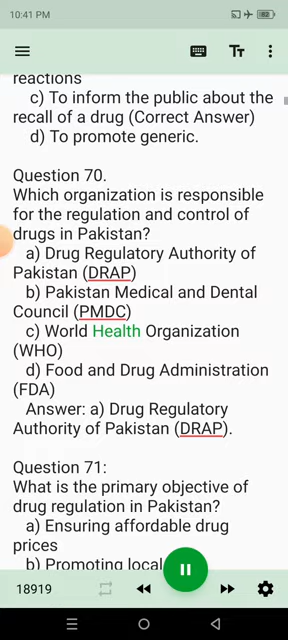 10:41 PM
reactions
c) To inform the public about the
recall of a drug (Correct Answer)
d) To promote generic.
Question 70.
Which organization is responsible
for the regulation and control of
drugs in Pakistan?
a) Drug Regulatory Authority of
Pakistan (DRAP)
b) Pakistan Medical and Dental
Council (PMDC)
c) World Health Organization
(WHO)
d) Food and Drug Administration
(FDA)
Answer: a) Drug Regulatory
Authority of Pakistan (DRAP).
Question 71:
What is the primary objective of
drug regulation in Pakistan?
a) Ensuring affordable drug
prices
b) Promoting local
18919